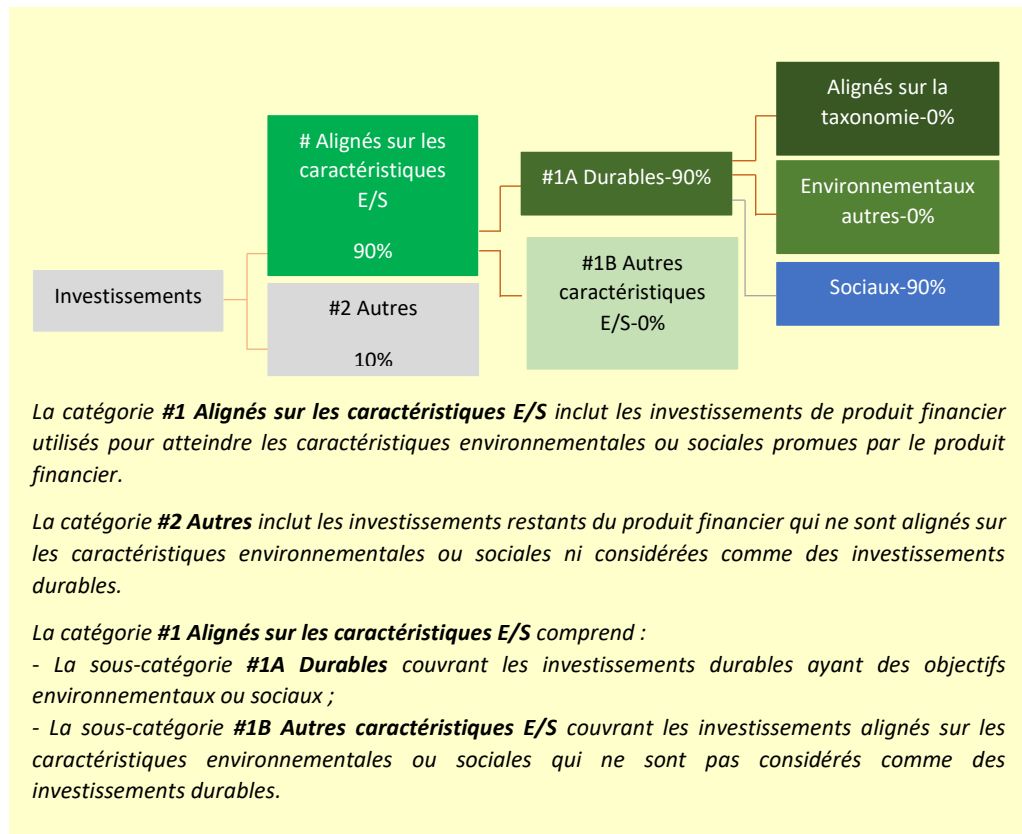 Investissements
# Alignés sur les
caractéristiques
E/S
90%
#2 Autres
10%
#1A Durables-90%
#1B Autres
caractéristiques
E/S-0%
Alignés sur la
taxonomie-0%
Environnementaux
autres-0%
Sociaux-90%
La catégorie #1 Alignés sur les caractéristiques E/S inclut les investissements de produit financier
utilisés pour atteindre les caractéristiques environnementales ou sociales promues par le produit
financier.
La catégorie #2 Autres inclut les investissements restants du produit financier qui ne sont alignés sur
les caractéristiques environnementales ou sociales ni considérées comme des investissements
durables.
La catégorie #1 Alignés sur les caractéristiques E/S comprend :
- La sous-catégorie #1A Durables couvrant les investissements durables ayant des objectifs
environnementaux ou sociaux ;
- La sous-catégorie #1B Autres caractéristiques E/S couvrant les investissements alignés sur les
caractéristiques environnementales ou sociales qui ne sont pas considérés comme des
investissements durables.